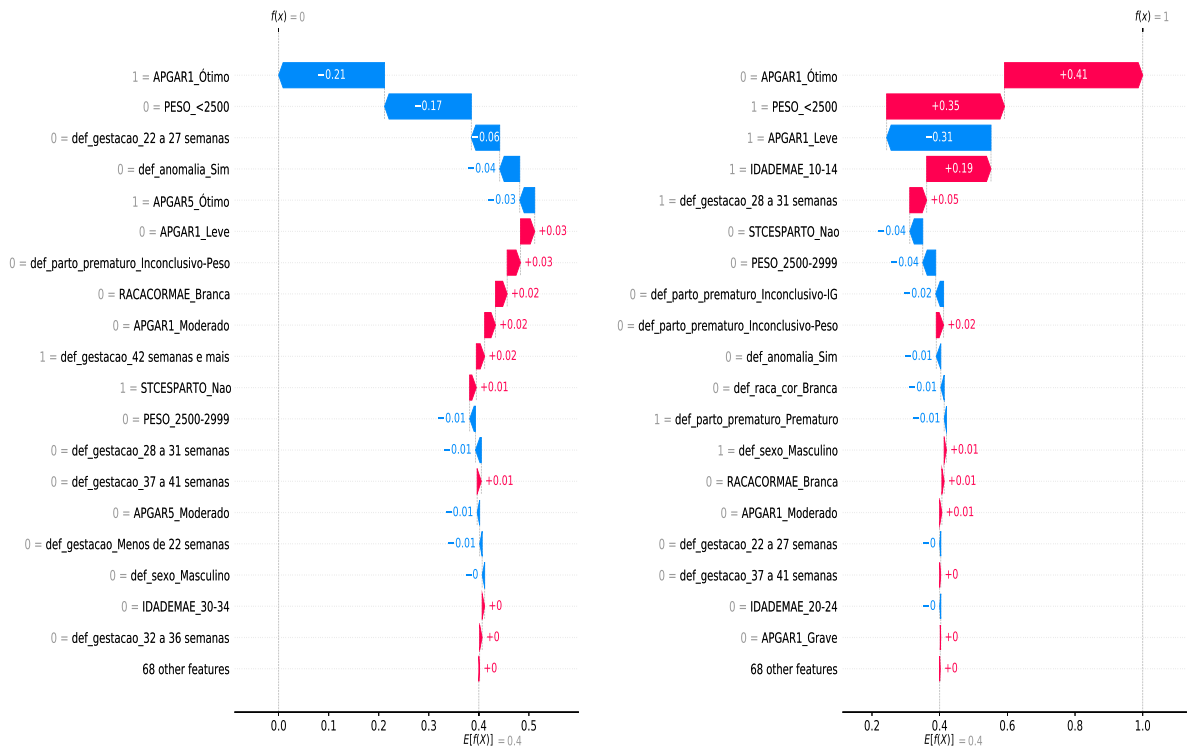 f(x) = 0
1 = APGAR1_Ótimo
−0.21
0 = PESO_<2500
−0.17
0 = def_gestacao_22 a 27 semanas
−0.06
0 = def_anomalia_Sim
−0.04
1 = APGAR5_Ótimo
−0.03
0 = APGAR1_Leve
+0.03
0 = def_parto_prematuro_Inconclusivo-Peso
+0.03
0 = RACACORMAE_Branca
+0.02
0 = APGAR1_Moderado
+0.02
1 = def_gestacao_42 semanas e mais
+0.02
1 = STCESPARTO_Nao
+0.01
0 = PESO_2500-2999
−0.01
0 = def_gestacao_28 a 31 semanas
−0.01
0 = def_gestacao_37 a 41 semanas
+0.01
0 = APGAR5_Moderado
−0.01
0 = def_gestacao_Menos de 22 semanas
−0.01
0 = def_sexo_Masculino
−0
0 = IDADEMAE_30-34
+0
0 = def_gestacao_32 a 36 semanas
+0
68 other features
+0
0.0 0.1 0.2 0.3 0.4 0.5
E[f(X)] = 0.4
f(x) = 1
0 = APGAR1_Ótimo
+0.41
1 = PESO_<2500
+0.35
1 = APGAR1_Leve
−0.31
1 = IDADEMAE_10-14
+0.19
1 = def_gestacao_28 a 31 semanas
+0.05
0 = STCESPARTO_Nao
−0.04
0 = PESO_2500-2999
−0.04
0 = def_parto_prematuro_Inconclusivo-IG
−0.02
0 = def_parto_prematuro_Inconclusivo-Peso
+0.02
0 = def_anomalia_Sim
−0.01
0 = def_raca_cor_Branca
−0.01
1 = def_parto_prematuro_Prematuro
−0.01
1 = def_sexo_Masculino
+0.01
0 = RACACORMAE_Branca
+0.01
0 = APGAR1_Moderado
+0.01
0 = def_gestacao_22 a 27 semanas
−0
0 = def_gestacao_37 a 41 semanas
+0
0 = IDADEMAE_20-24
−0
0 = APGAR1_Grave
+0
68 other features
+0
0.2 0.4 0.6 0.8 1.0
E[f(X)] = 0.4